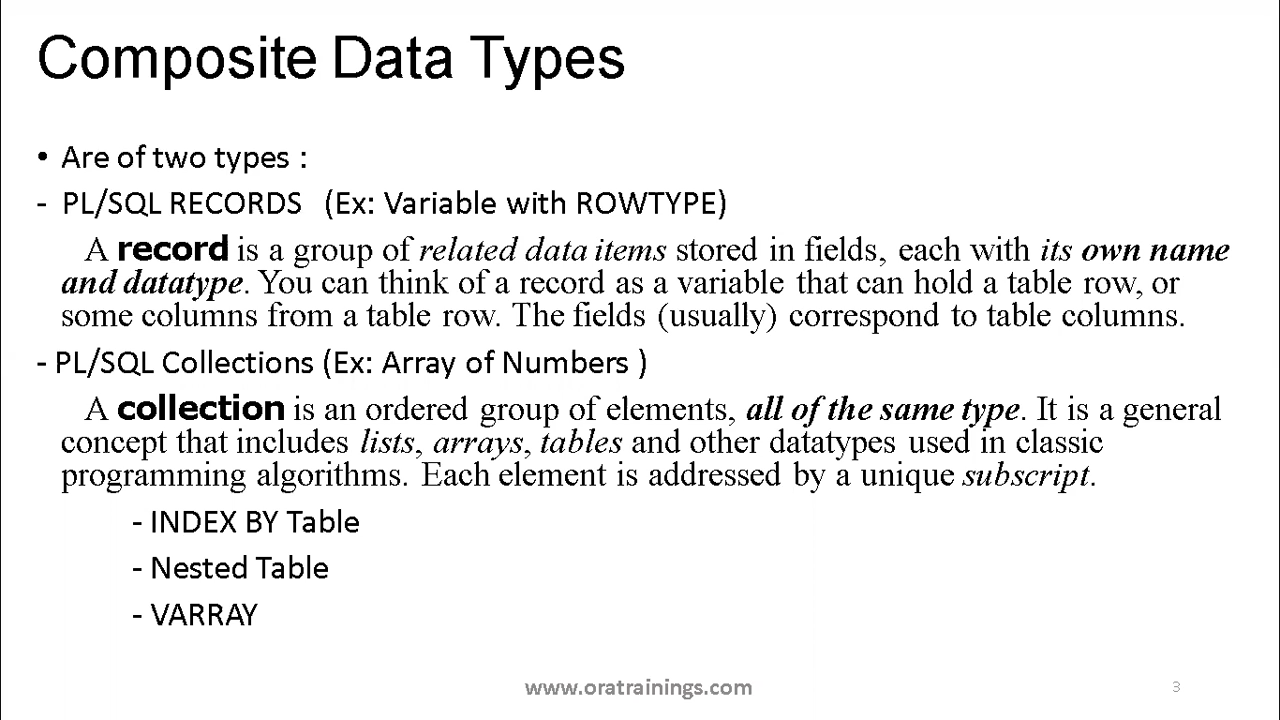 Composite Data Types
• Are of two types :
- PL/SQL RECORDS (Ex: Variable with ROWTYPE)
A record is a group of related data items stored in fields, each with its own name
and datatype. You can think of a record as a variable that can hold a table row, or
some columns from a table row. The fields (usually) correspond to table columns.
- PL/SQL Collections (Ex: Array of Numbers )
A collection is an ordered group of elements, all of the same type. It is a general
concept that includes lists, arrays, tables and other datatypes used in classic
programming algorithms. Each element is addressed by a unique subscript.
- INDEX BY Table
- Nested Table
- VARRAY
www.oratrainings.com
3